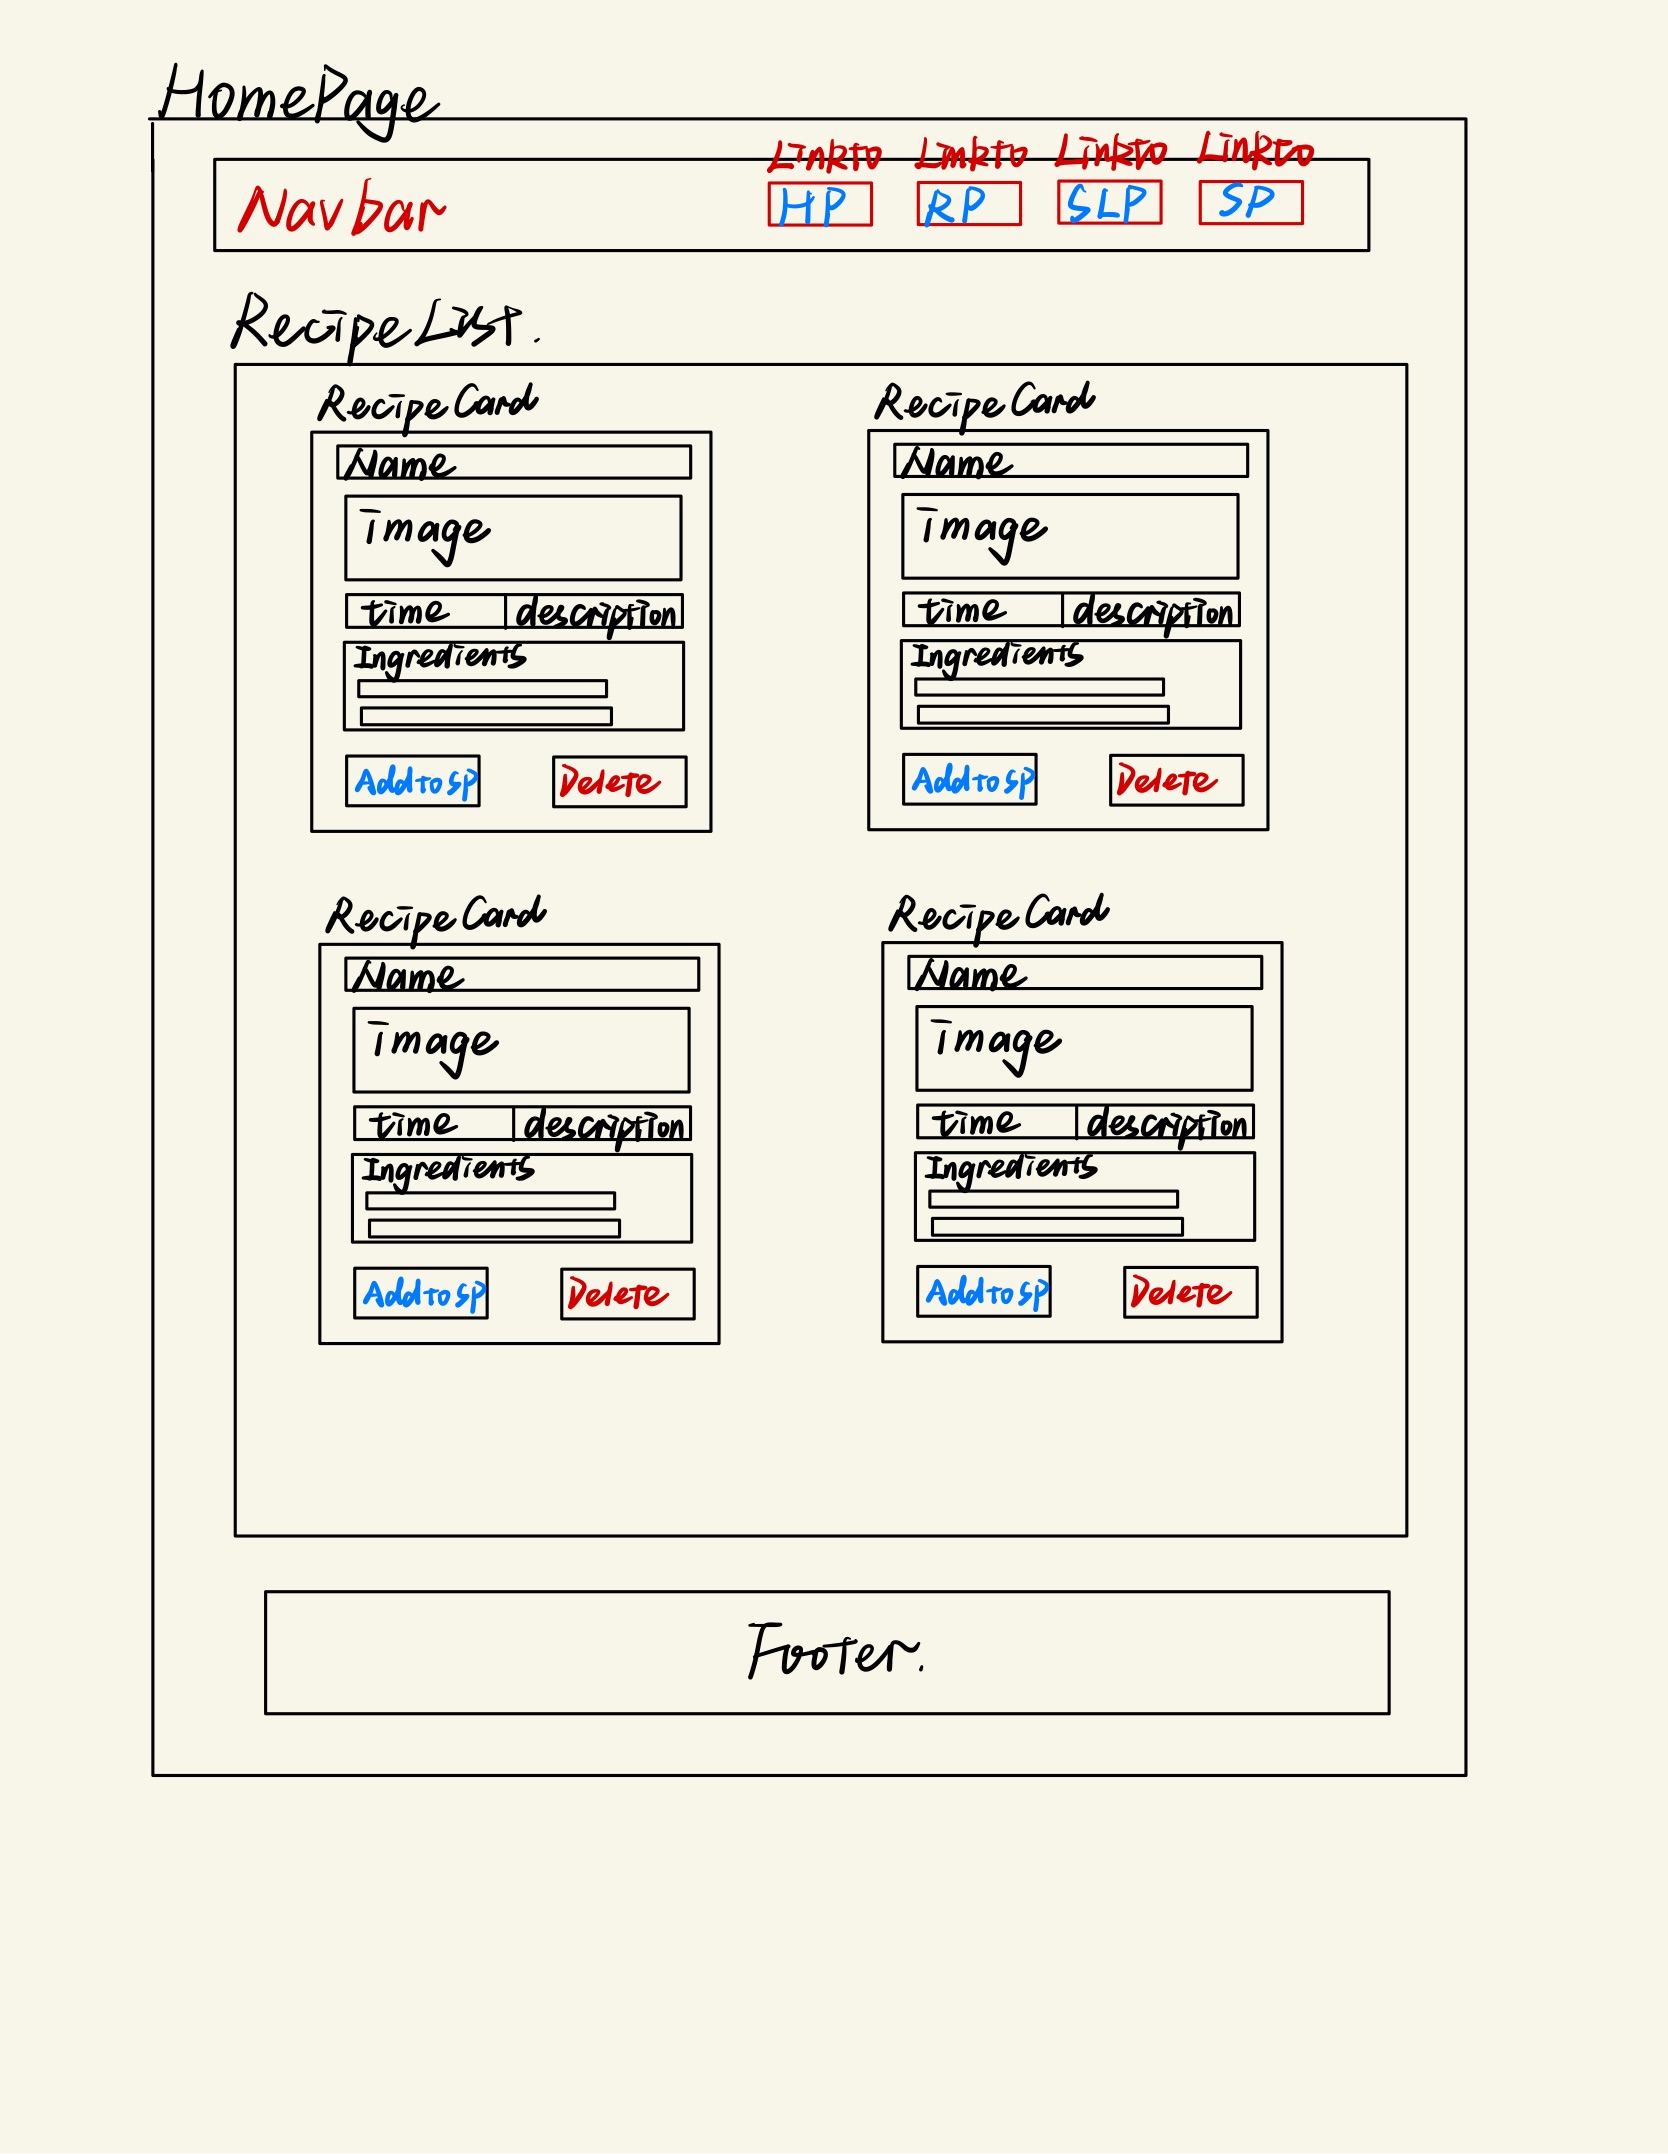 HomePage
Linkto Linkto Linkto Linkto
Navbar HP RP SLP SP
Recipe List.
Recipe Card Recipe Card
Name Name
image image
time description time description
Ingredients Ingredients
Add to SP Delete Add to SP Delete
Recipe Card Recipe Card
Name Name
image image
time description time description
Ingredients Ingredients
Add to SP Delete Add to SP Delete
Footer.